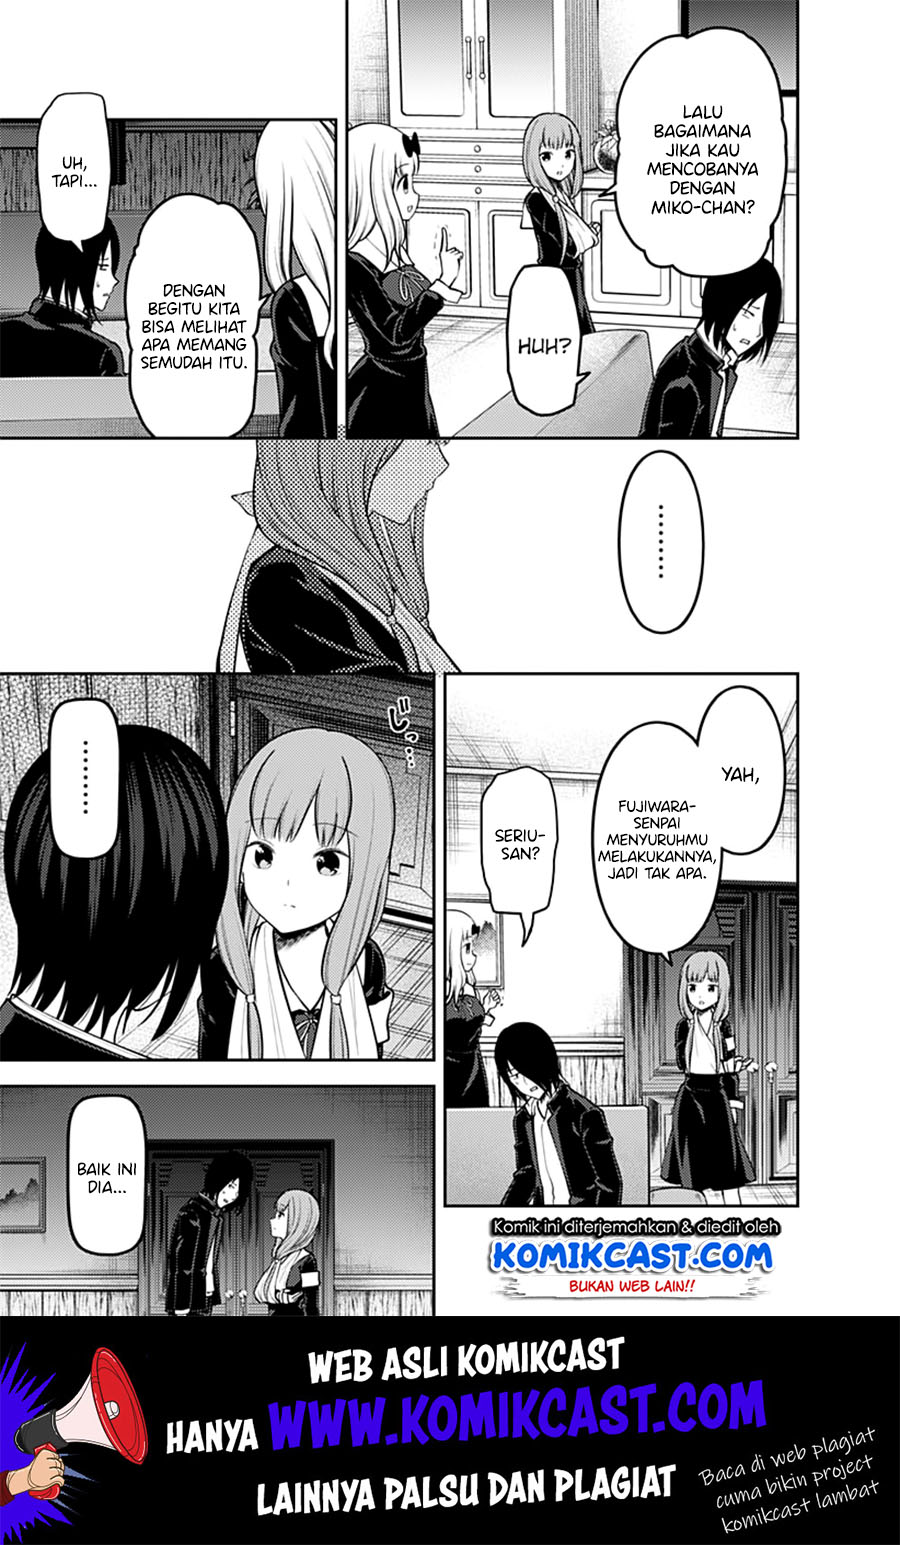 LALU
BAGAIMANA
JIKA KAU
MENCOBANYA
DENGAN
MIKO-CHAN?
HUH?
UH,
TAPI...
DENGAN
BEGITU KITA
BISA MELIHAT
APA MEMANG
SEMUDAH ITU.
.........
YAH,
FUJIWARA-
SENPAI
MENYURUHMU
MELAKUKANNYA,
JADI TAK APA.
SERIU-
SAN?
じっ…
.........
BAIK INI
DIA...
Komik ini diterjemahkan & diedit oleh
KOMIKCAST.COM
BUKAN WEB LAIN!!
WEB ASLI KOMIKCAST
HANYA WWW.KOMIKCAST.COM
LAINNYA PALSU DAN PLAGIAT
Baca di web plagiat
cuma bikin project
komikcast lambat